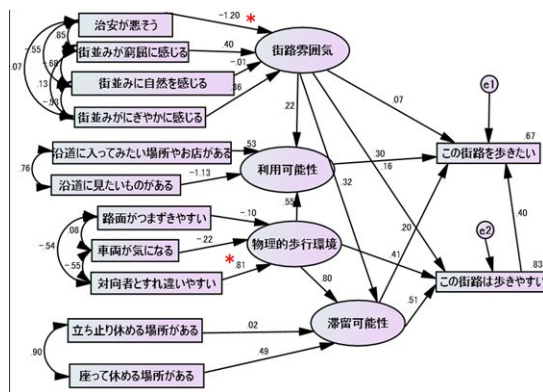 治安が悪そう
街並みが窮屈に感じる
街並みに自然を感じる
街並みがにぎやかに感じる
沿道に入ってみたい場所やお店がある
沿道に見たいものがある
路面がつまずきやすい
車両が気になる
対向者とすれ違いやすい
立ち止り休める場所がある
座って休める場所がある
街路雰囲気
利用可能性
物理的歩行環境
滞留可能性
この街路を歩きたい
この街路は歩きやすい
e1
e2
-1.20 *
.40
-.01
.36
.53
-1.13
-.10
-.22
* .81
.02
.49
-.55
.85
.07
.13
.76
-.54
.08
-.55
.90
.22
.07
.32
.16
.30
.55
.41
.80
.20
.51
.40
.67
.83